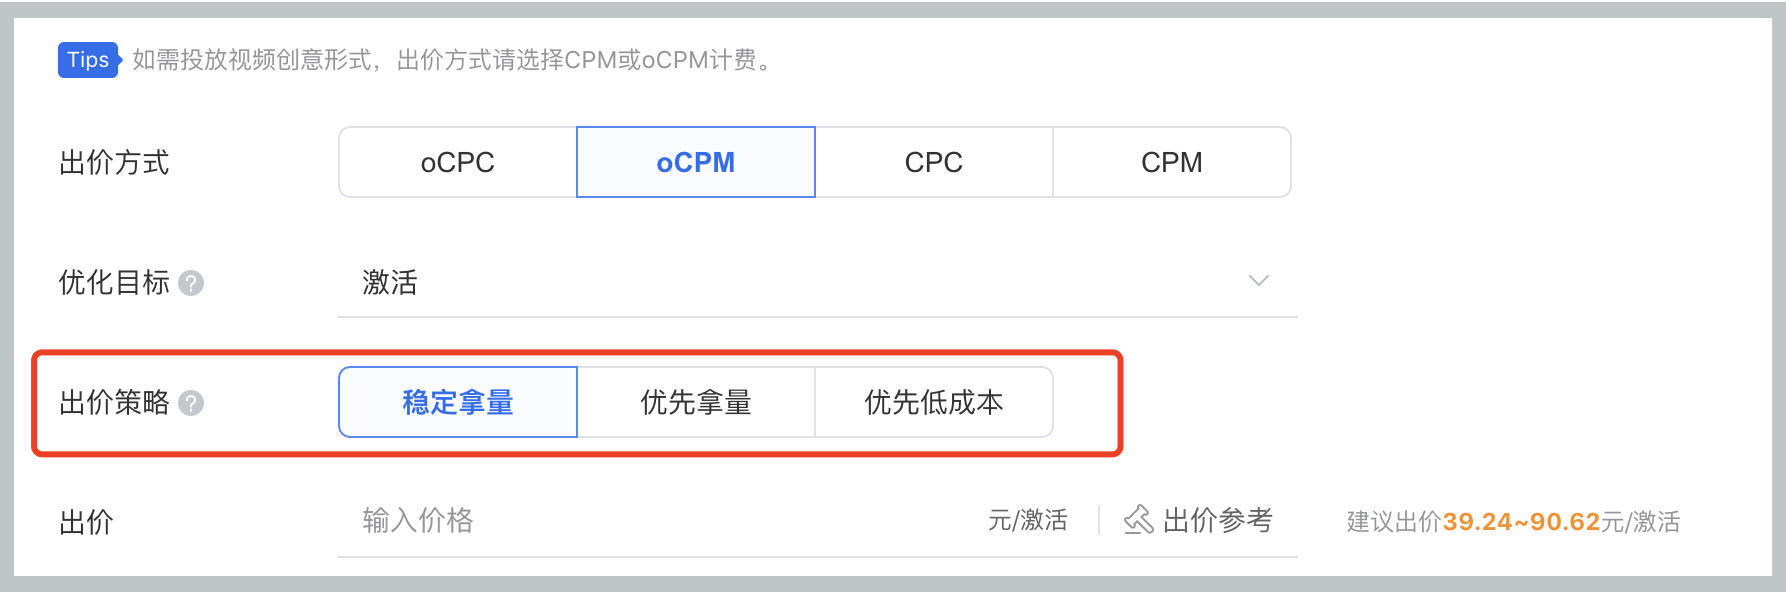 Tips 如需投放视频创意形式，出价方式请选择CPM或oCPM计费。
出价方式 oCPC oCPM CPC CPM
优化目标 ? 激活
出价策略 ? 稳定拿量 优先拿量 优先低成本
出价 输入价格 元/激活 出价参考 建议出价39.24~90.62元/激活